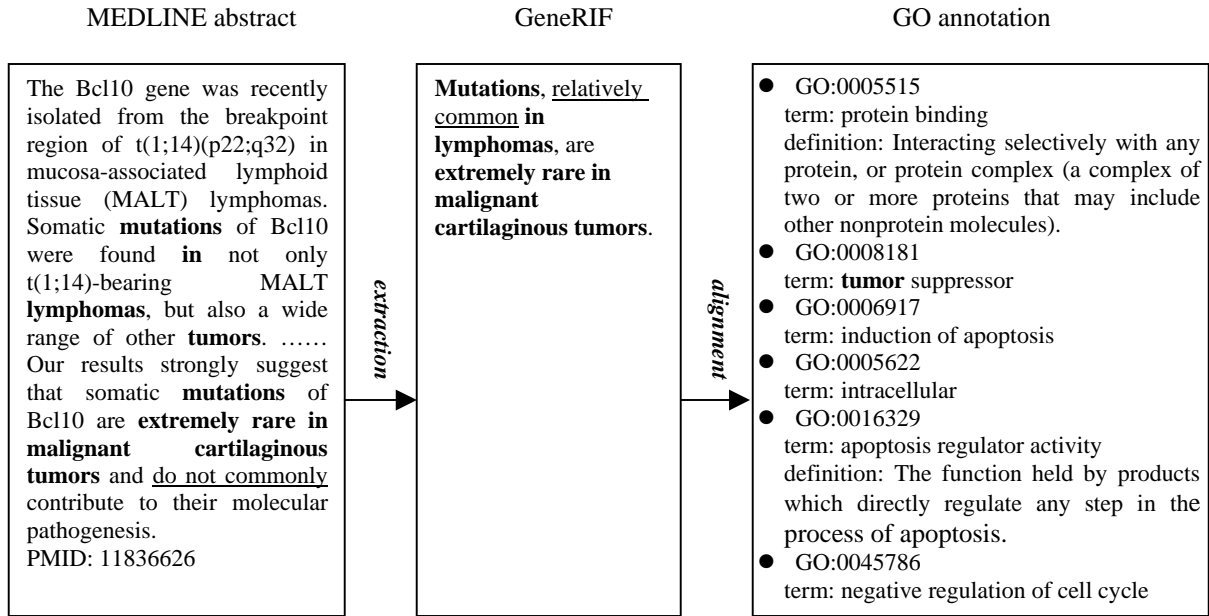 MEDLINE abstract
GeneRIF
GO annotation
The Bcl10 gene was recently
isolated from the breakpoint
region of t(1;14)(p22;q32) in
mucosa-associated lymphoid
tissue (MALT) lymphomas.
Somatic mutations of Bcl10
were found in not only
t(1;14)-bearing MALT
lymphomas, but also a wide
range of other tumors. ……
Our results strongly suggest
that somatic mutations of
Bcl10 are extremely rare in
malignant cartilaginous
tumors and do not commonly
contribute to their molecular
pathogenesis.
PMID: 11836626
extraction
Mutations, relatively
common in
lymphomas, are
extremely rare in
malignant
cartilaginous tumors.
alignment
● GO:0005515
term: protein binding
definition: Interacting selectively with any
protein, or protein complex (a complex of
two or more proteins that may include
other nonprotein molecules).
● GO:0008181
term: tumor suppressor
● GO:0006917
term: induction of apoptosis
● GO:0005622
term: intracellular
● GO:0016329
term: apoptosis regulator activity
definition: The function held by products
which directly regulate any step in the
process of apoptosis.
● GO:0045786
term: negative regulation of cell cycle